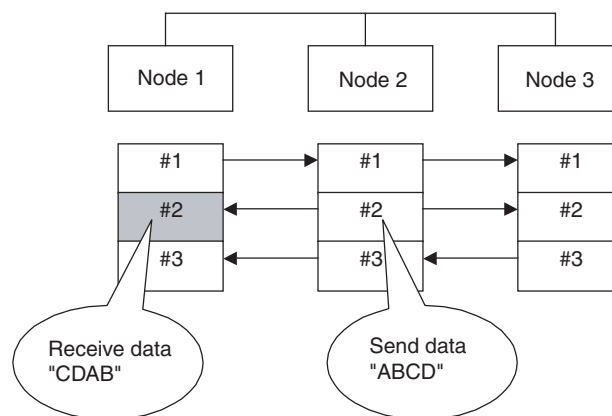 Node 1
Node 2
Node 3
#1
#1
#1
#2
#2
#2
#3
#3
#3
Receive data
"CDAB"
Send data
"ABCD"